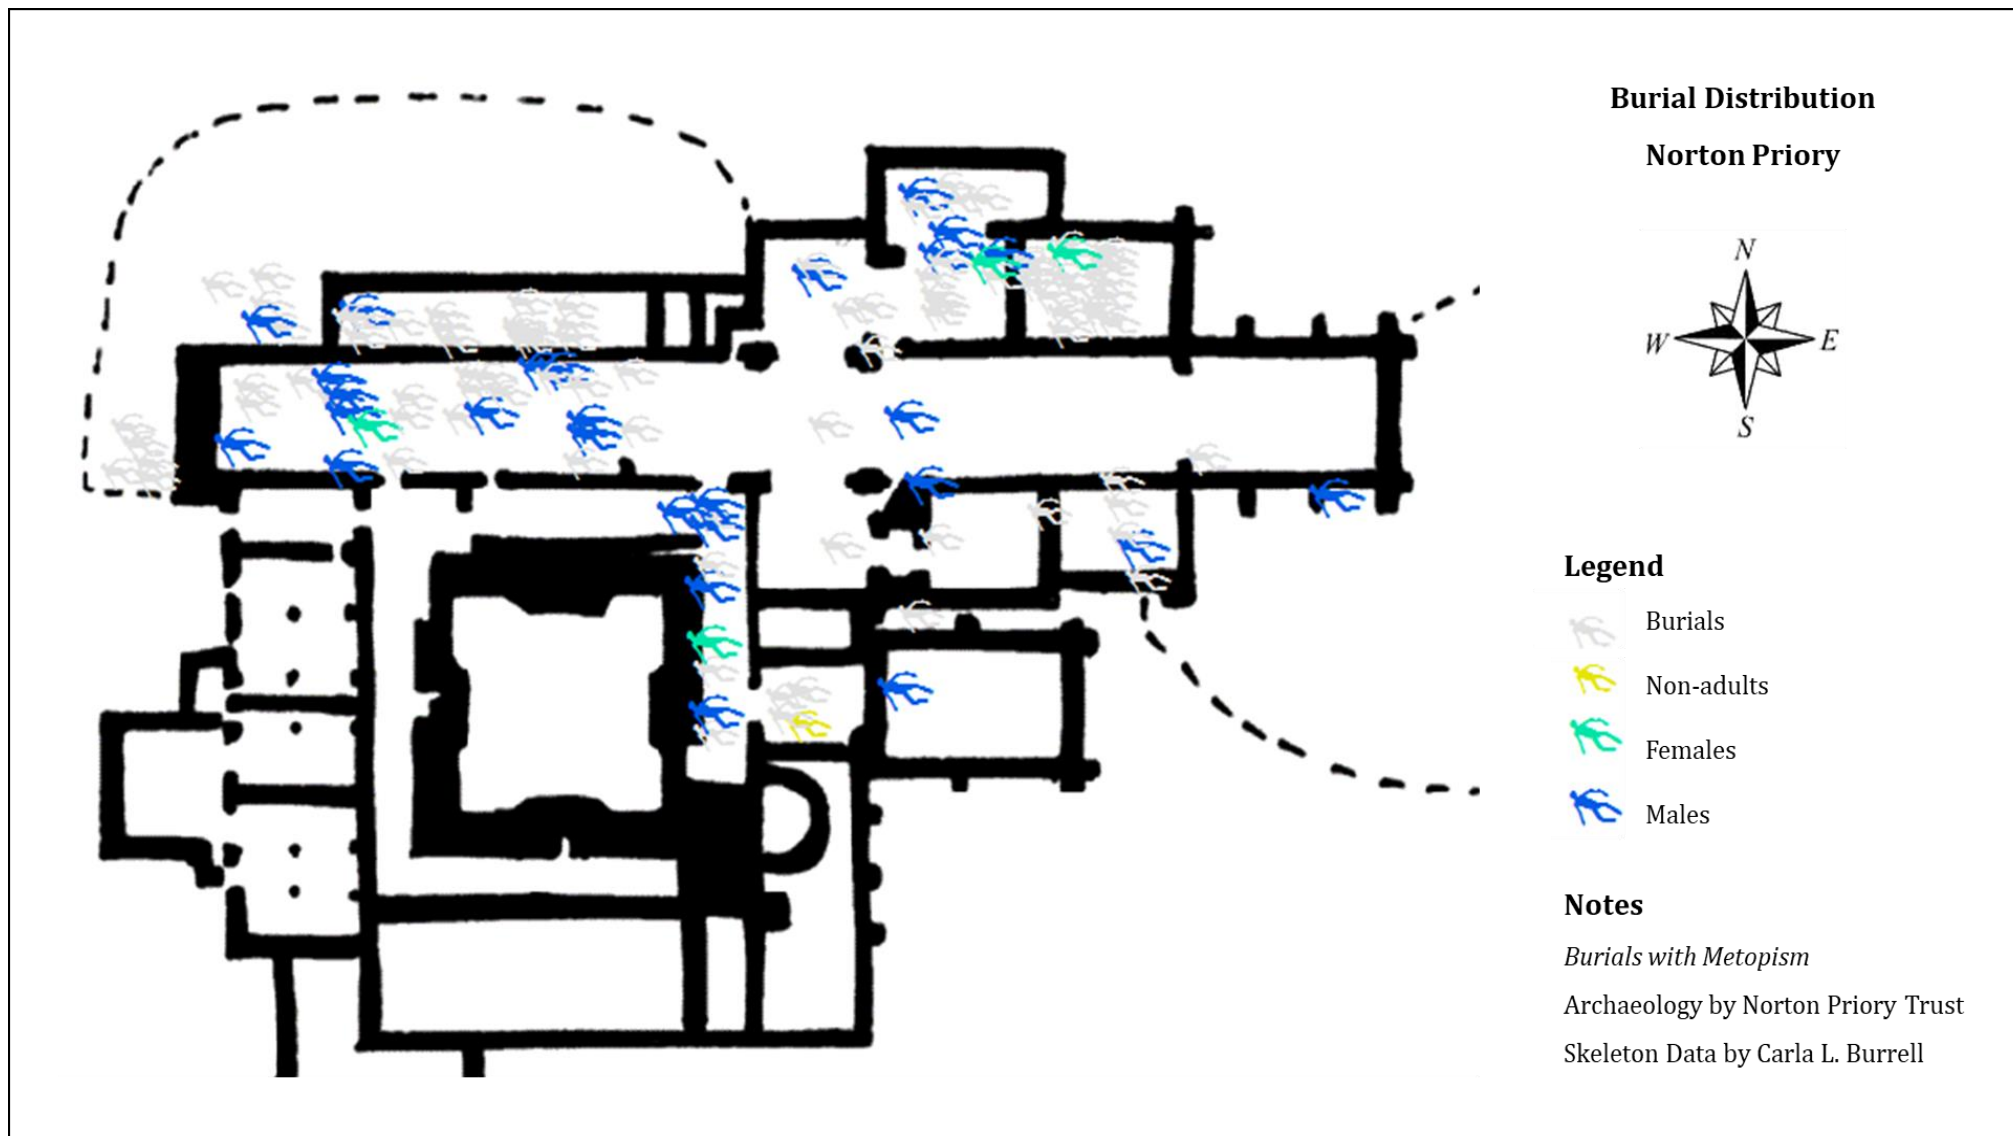 Burial Distribution
Norton Priory
N
W
E
S
Legend
Burials
Non-adults
Females
Males
Notes
Burials with Metopism
Archaeology by Norton Priory Trust
Skeleton Data by Carla L. Burrell